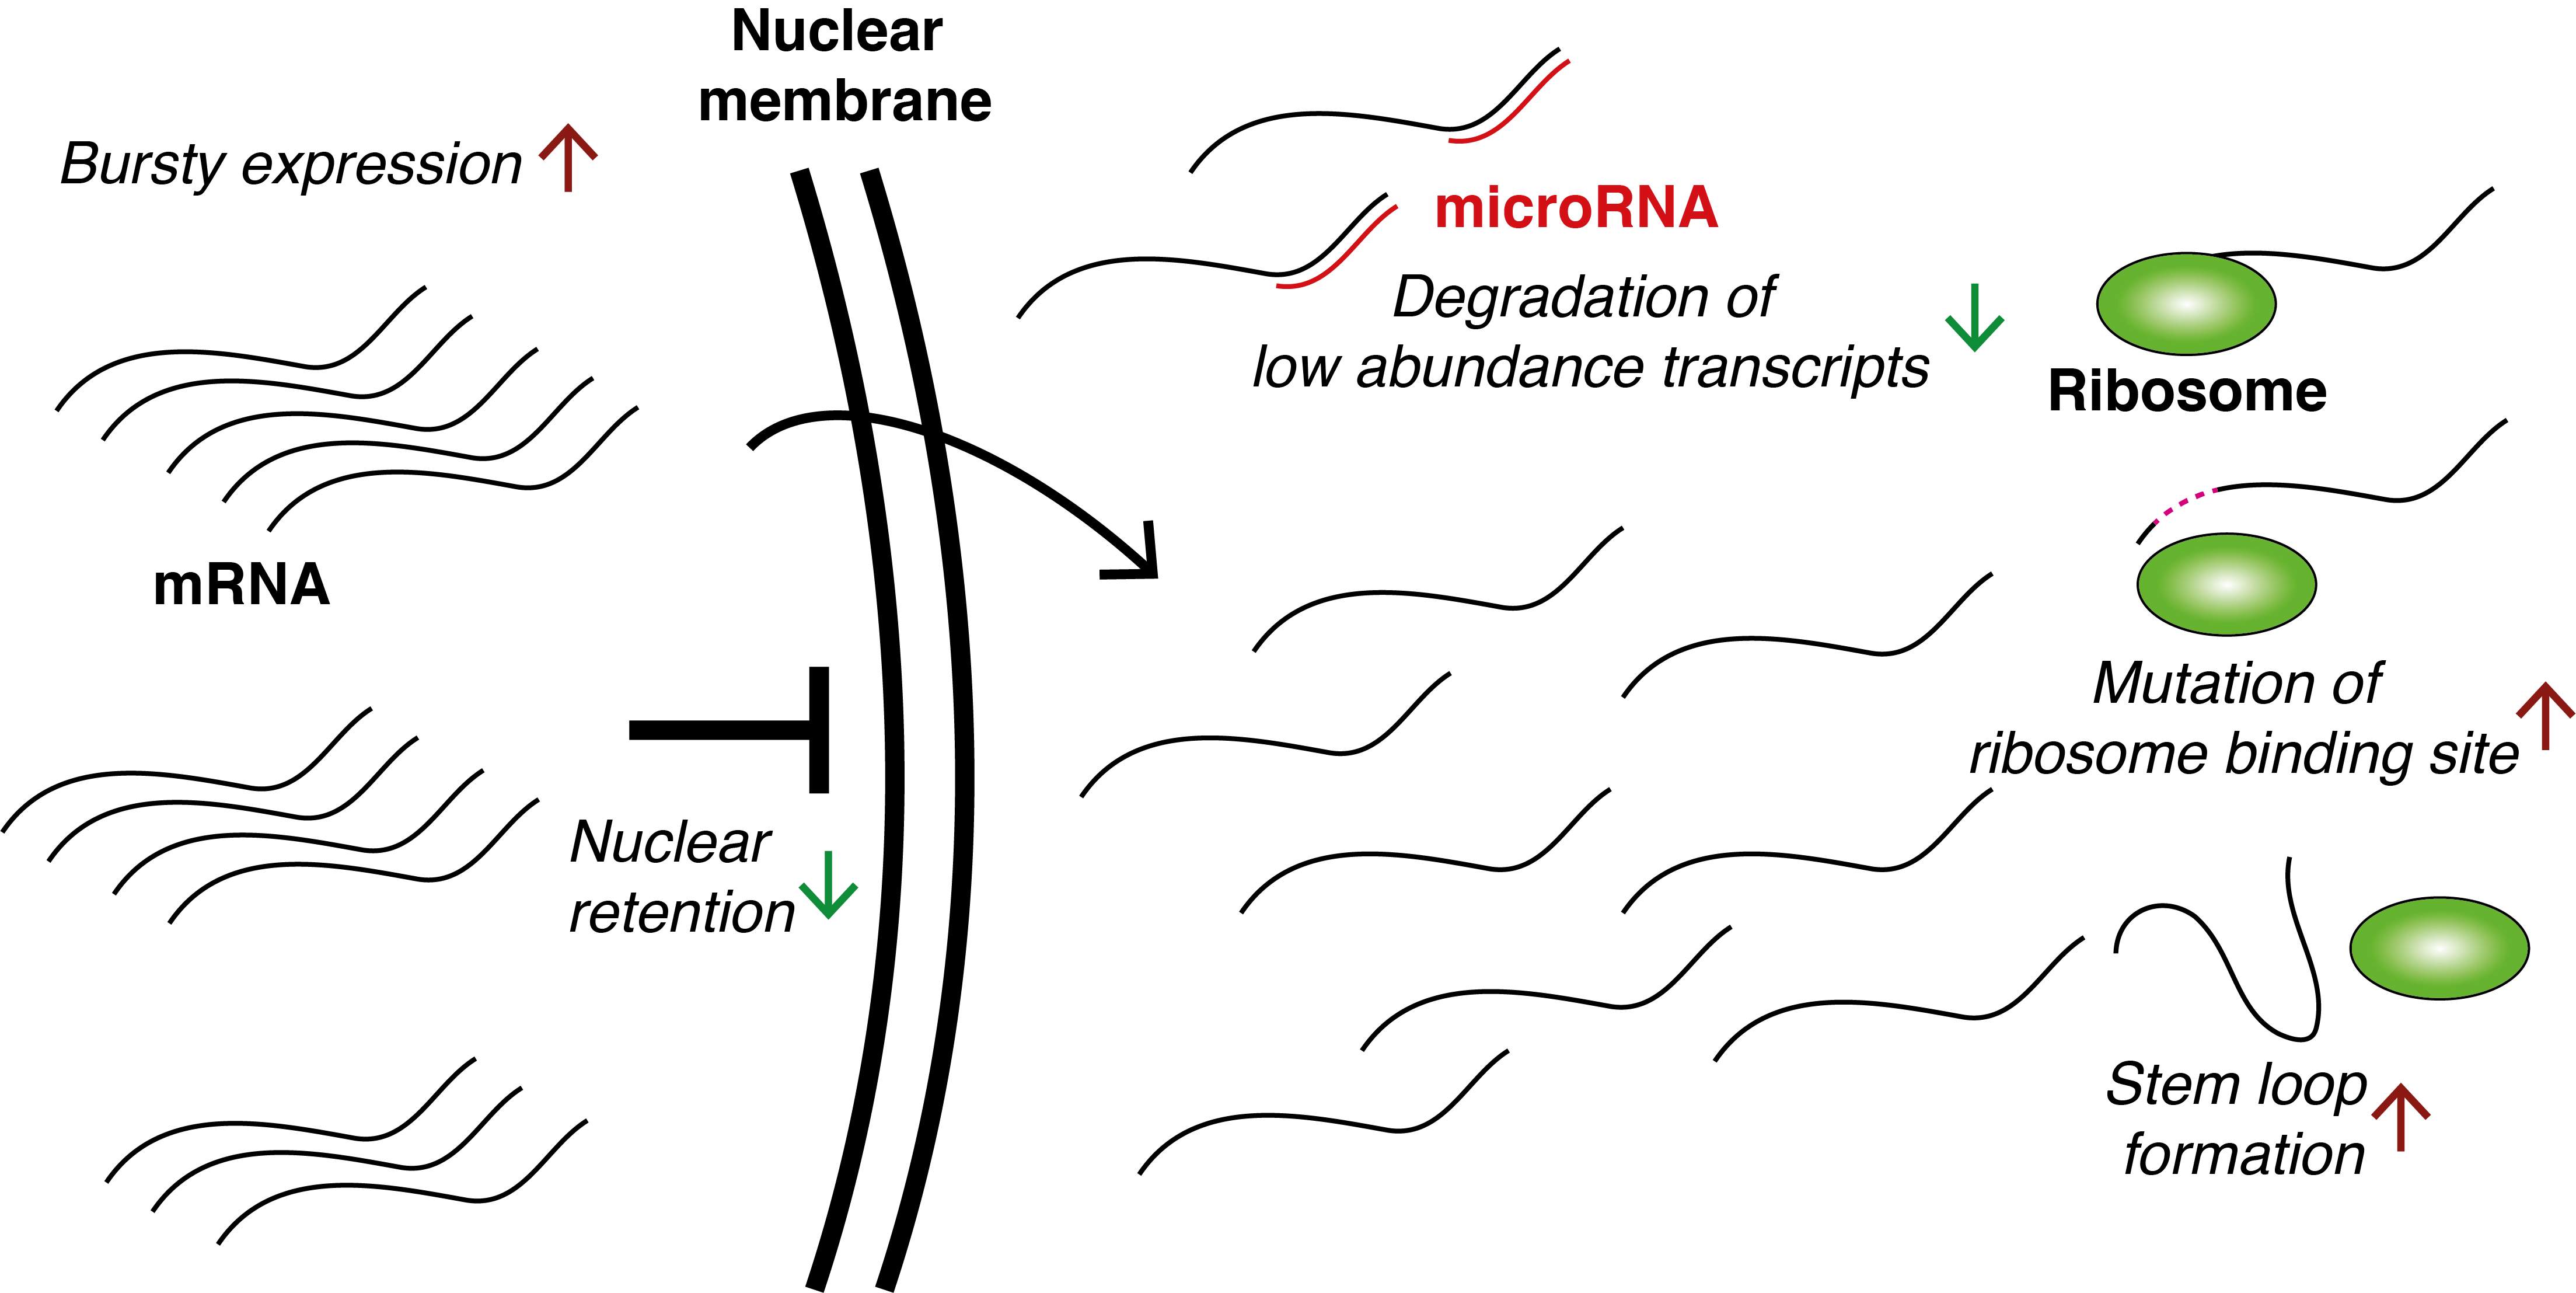 Nuclear
membrane
Bursty expression
mRNA
Nuclear
retention
microRNA
Degradation of
low abundance transcripts
Ribosome
Mutation of
ribosome binding site
Stem loop
formation